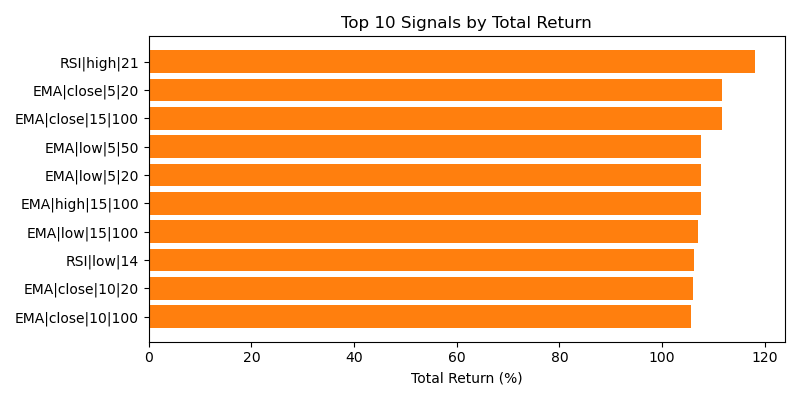 Top 10 Signals by Total Return
RSI|high|21
EMA|close|5|20
EMA|close|15|100
EMA|low|5|50
EMA|low|5|20
EMA|high|15|100
EMA|low|15|100
RSI|low|14
EMA|close|10|20
EMA|close|10|100
0 20 40 60 80 100 120
Total Return (%)